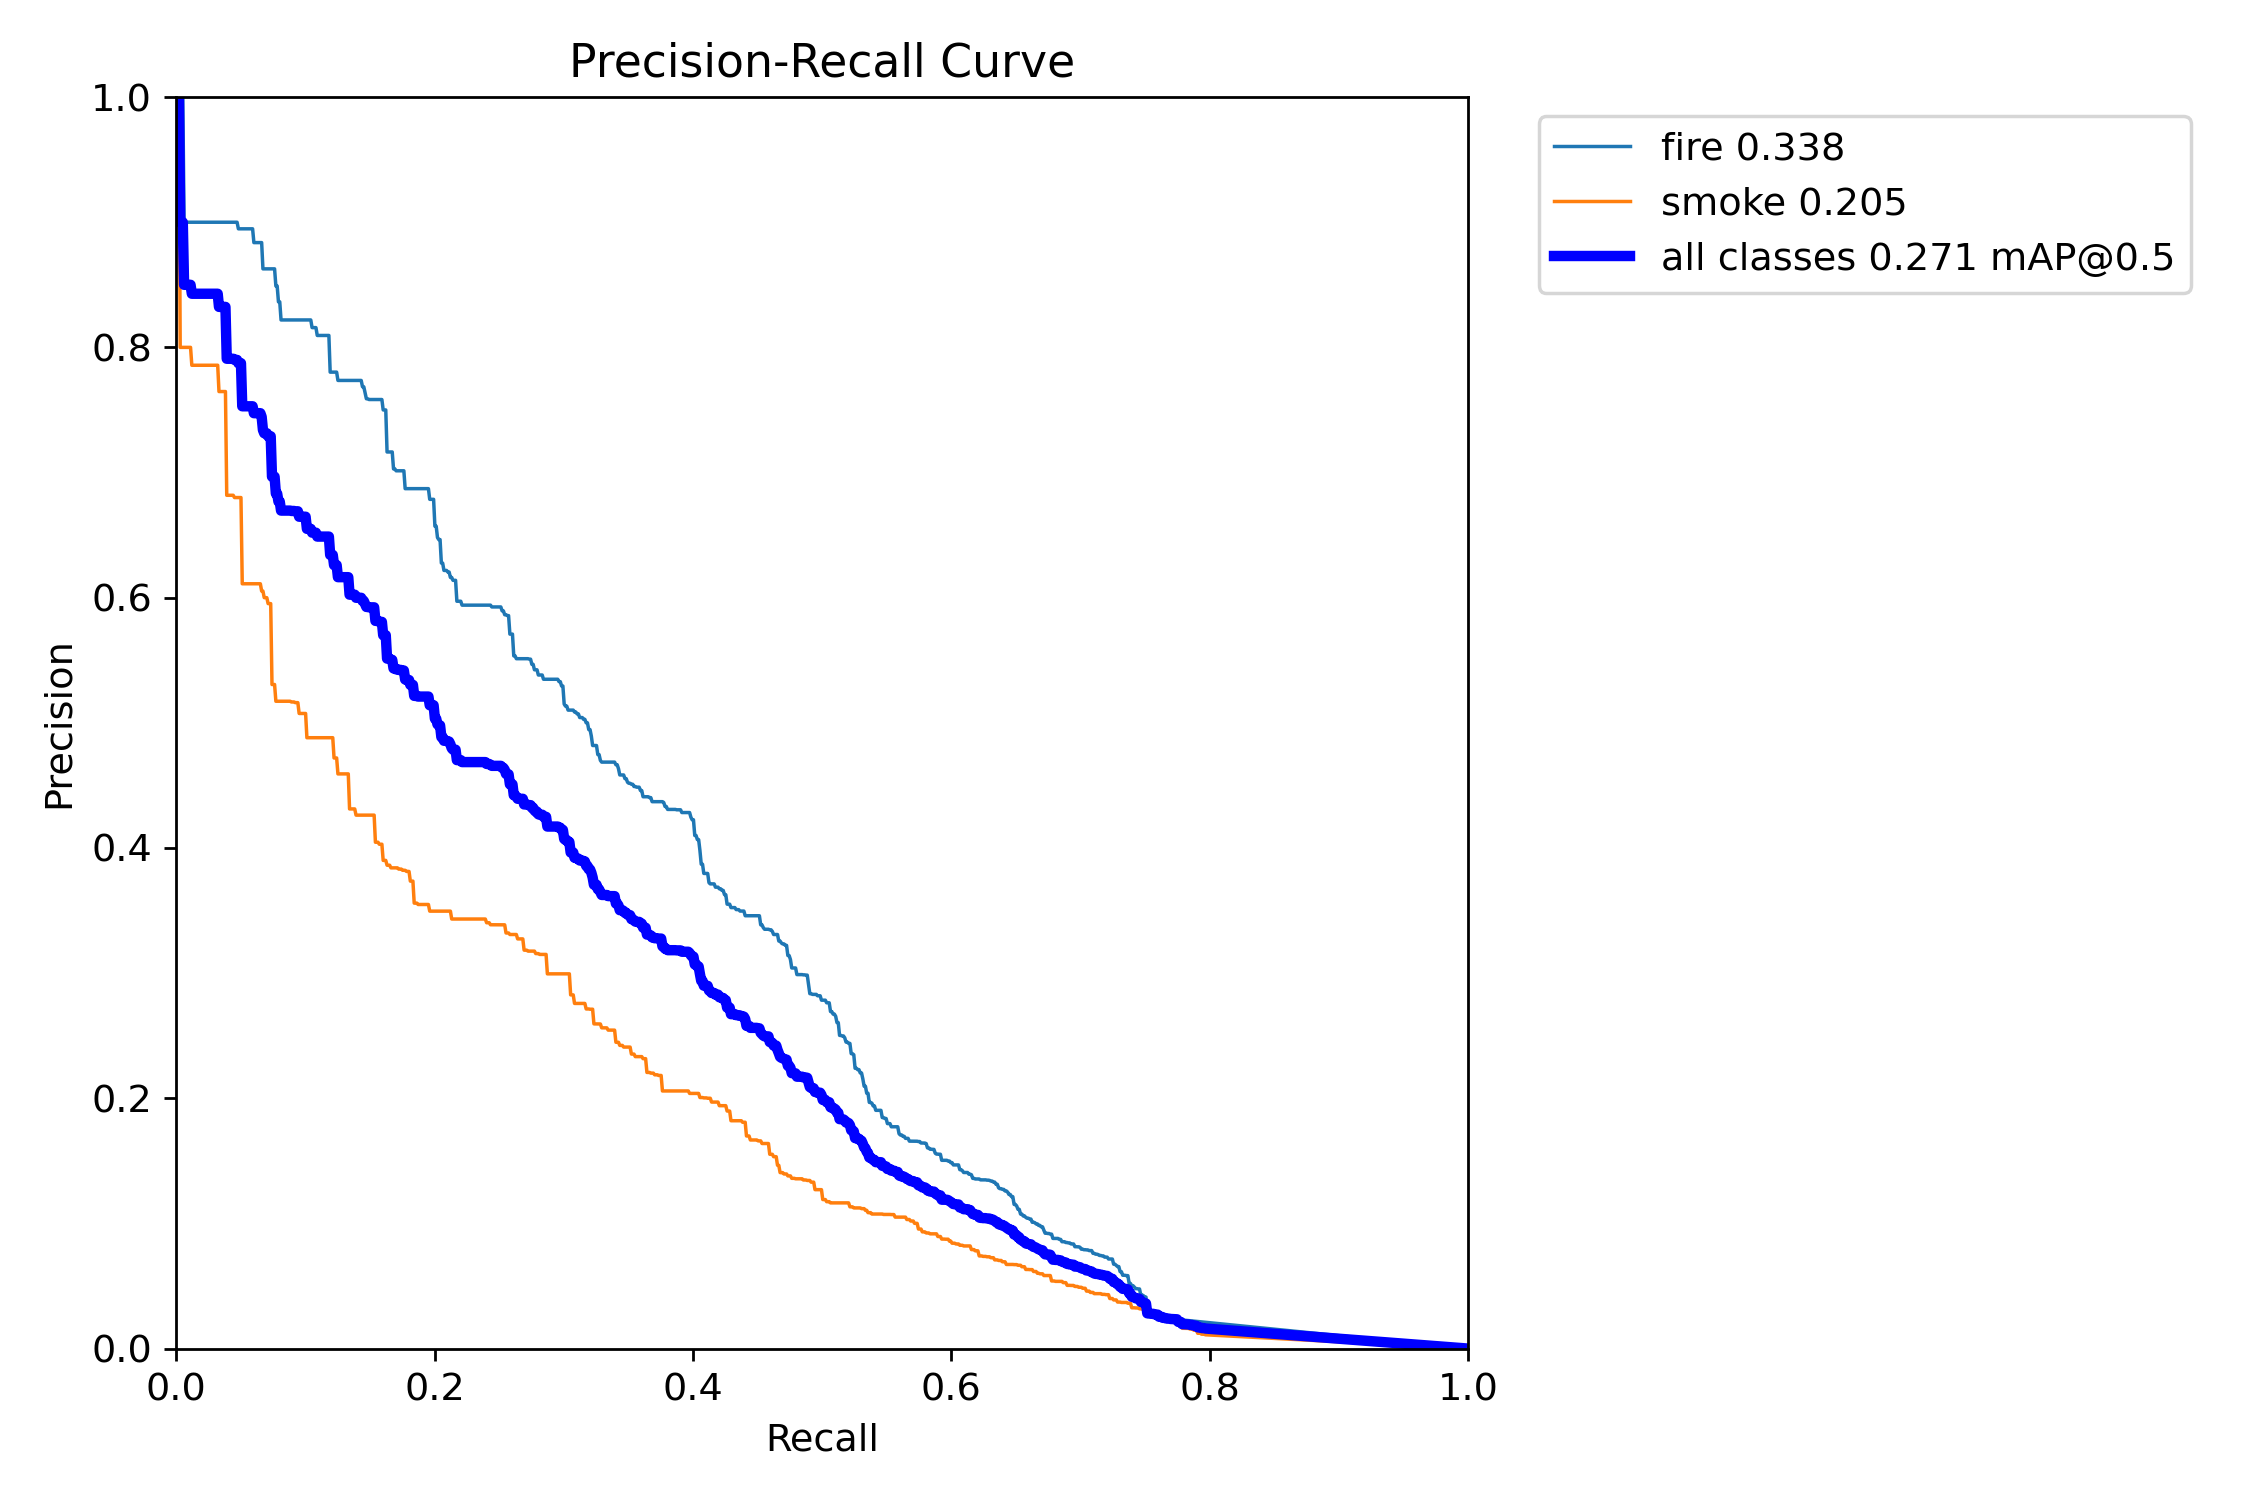 Precision-Recall Curve
1.0
0.8
0.6
0.4
0.2
0.0
Precision
0.0 0.2 0.4 0.6 0.8 1.0
Recall
fire 0.338
smoke 0.205
all classes 0.271 mAP@0.5